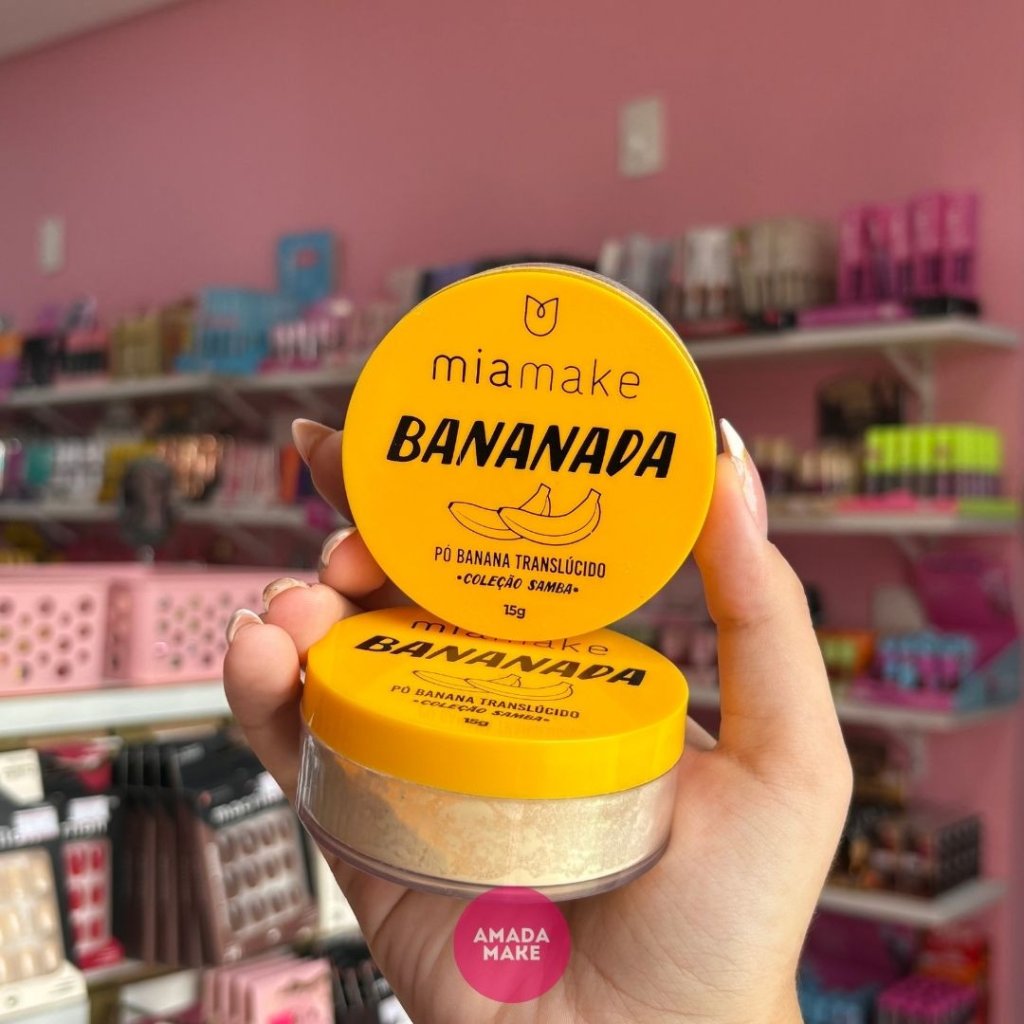 miamake
BANANADA
PÓ BANANA TRANSLÚCIDO
•COLEÇÃO SAMBA•
15g
miamake
BANANADA
PÓ BANANA TRANSLÚCIDO
•COLEÇÃO SAMBA•
15g
AMADA
MAKE